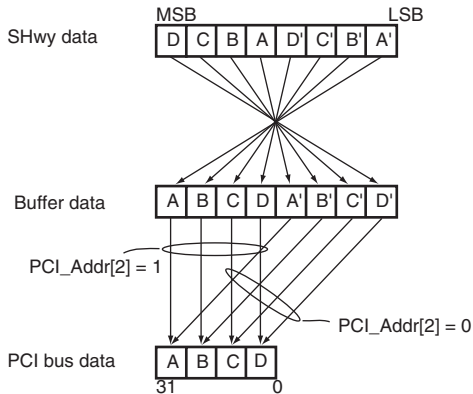 MSB LSB
SHwy data D C B A D' C' B' A'
Buffer data A B C D A' B' C' D'
PCI_Addr[2] = 1
PCI_Addr[2] = 0
PCI bus data A B C D
31 0